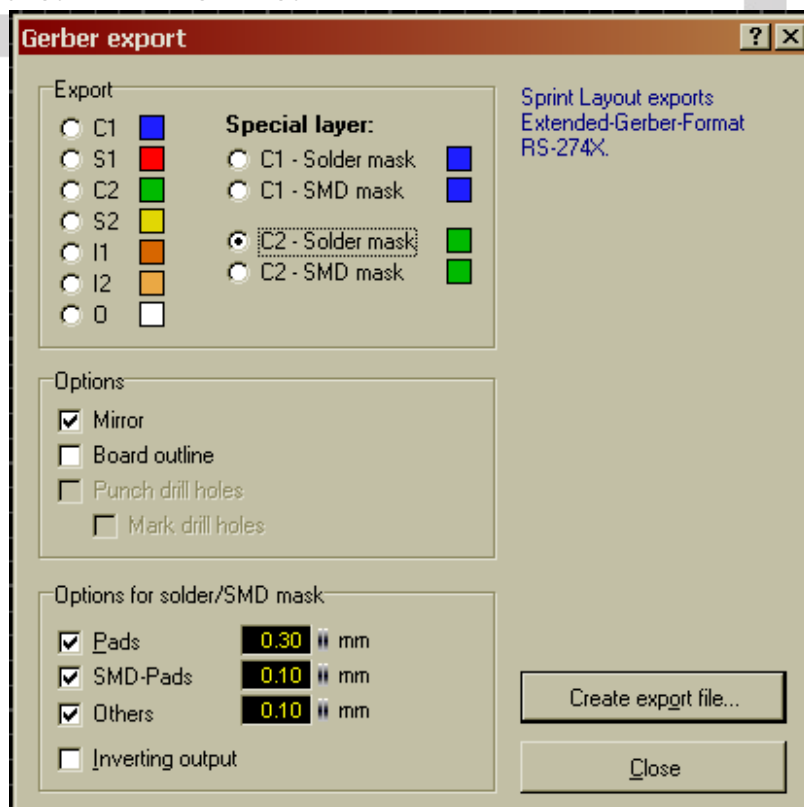 Gerber export
Export
C1
S1
C2
S2
I1
I2
O
Special layer:
C1 - Solder mask
C1 - SMD mask
C2 - Solder mask
C2 - SMD mask
Sprint Layout exports
Extended-Gerber-Format
RS-274X.
Options
Mirror
Board outline
Punch drill holes
Mark drill holes
Options for solder/SMD mask
Pads 0.30 mm
SMD-Pads 0.10 mm
Others 0.10 mm
Inverting output
Create export file...
Close